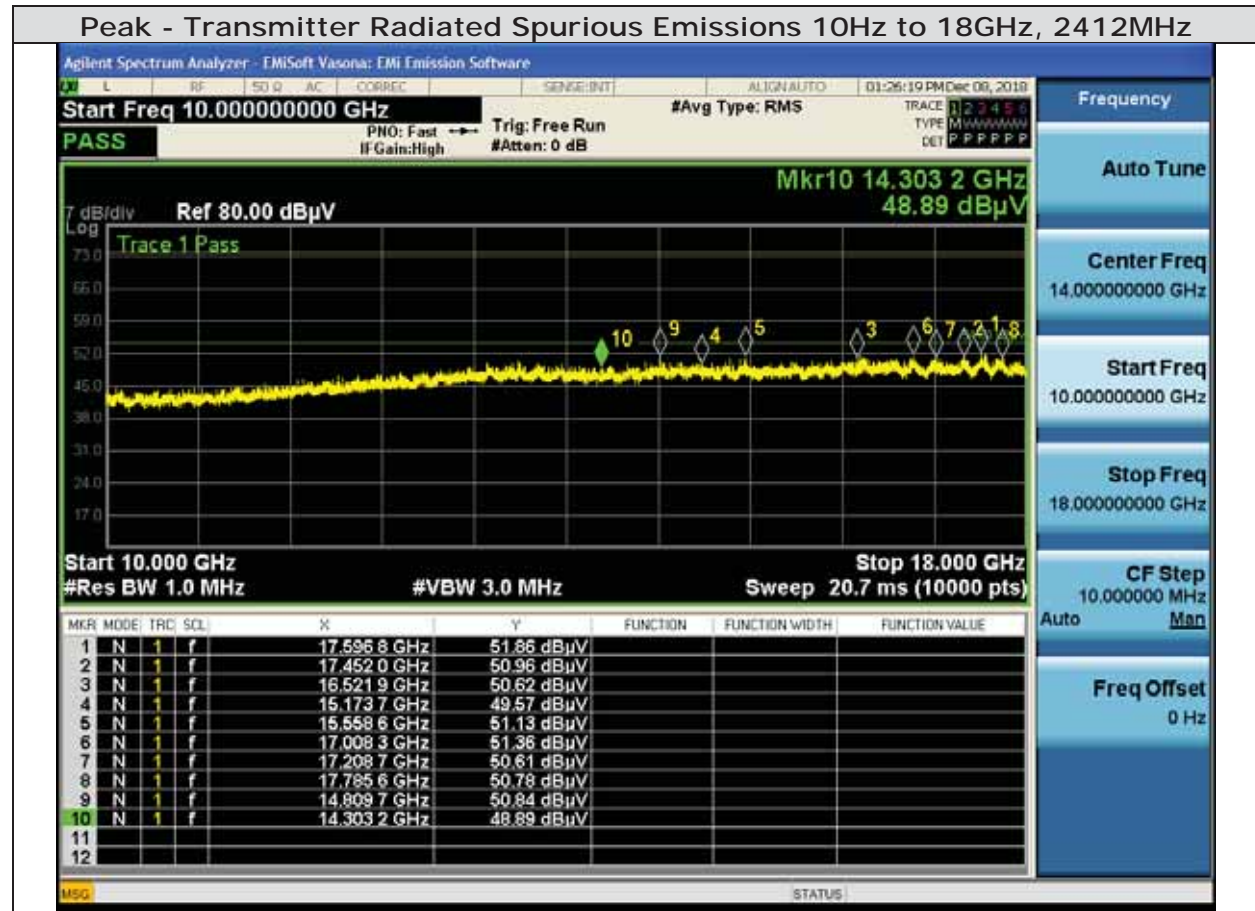 Peak - Transmitter Radiated Spurious Emissions 10Hz to 18GHz, 2412MHz
Agilent Spectrum Analyzer - EMiSoft Vasona: EMi Emission Software
L RF 50 Ω AC CORREC SENSE:INT ALIGN AUTO 01:26:19 PM Dec 08, 2018
Start Freq 10.000000000 GHz
PASS
PNO: Fast
IFGain:High
Trig: Free Run
#Atten: 0 dB
#Avg Type: RMS
TRACE 1 2 3 4 5 6
TYPE MWWWWW
DET P P P P P P
Mkr10 14.303 2 GHz
48.89 dBµV
7 dB/div Ref 80.00 dBµV
Log
Trace 1 Pass
73.0
59.0
52.0
45.0
38.0
31.0
24.0
17.0
10 9 4 5 3 6 7 2 1 8
Start 10.000 GHz Stop 18.000 GHz
#Res BW 1.0 MHz #VBW 3.0 MHz Sweep 20.7 ms (10000 pts)
MKR MODE TRC SCL X Y FUNCTION FUNCTION WIDTH FUNCTION VALUE
1 N 1 f 17.596 8 GHz 51.86 dBµV
2 N 1 f 17.452 0 GHz 50.96 dBµV
3 N 1 f 16.521 9 GHz 50.62 dBµV
4 N 1 f 15.173 7 GHz 49.57 dBµV
5 N 1 f 15.558 6 GHz 51.13 dBµV
6 N 1 f 17.008 3 GHz 51.36 dBµV
7 N 1 f 17.208 7 GHz 50.61 dBµV
8 N 1 f 17.785 6 GHz 50.78 dBµV
9 N 1 f 14.809 7 GHz 50.84 dBµV
10 N 1 f 14.303 2 GHz 48.89 dBµV
11
12
MSG STATUS
Frequency
Auto Tune
Center Freq
14.000000000 GHz
Start Freq
10.000000000 GHz
Stop Freq
18.000000000 GHz
CF Step
10.000000 MHz
Auto Man
Freq Offset
0 Hz